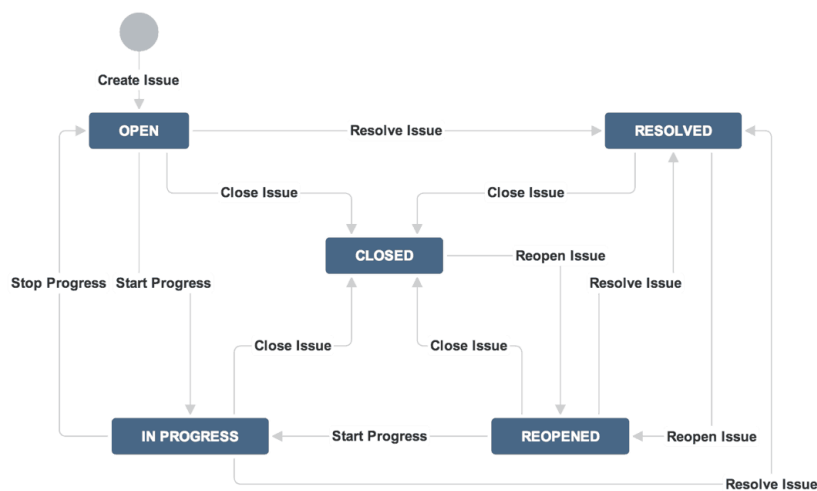 Create Issue
OPEN
Resolve Issue
RESOLVED
Close Issue
Close Issue
CLOSED
Reopen Issue
Stop Progress
Start Progress
Resolve Issue
Close Issue
Close Issue
IN PROGRESS
Start Progress
REOPENED
Reopen Issue
Resolve Issue